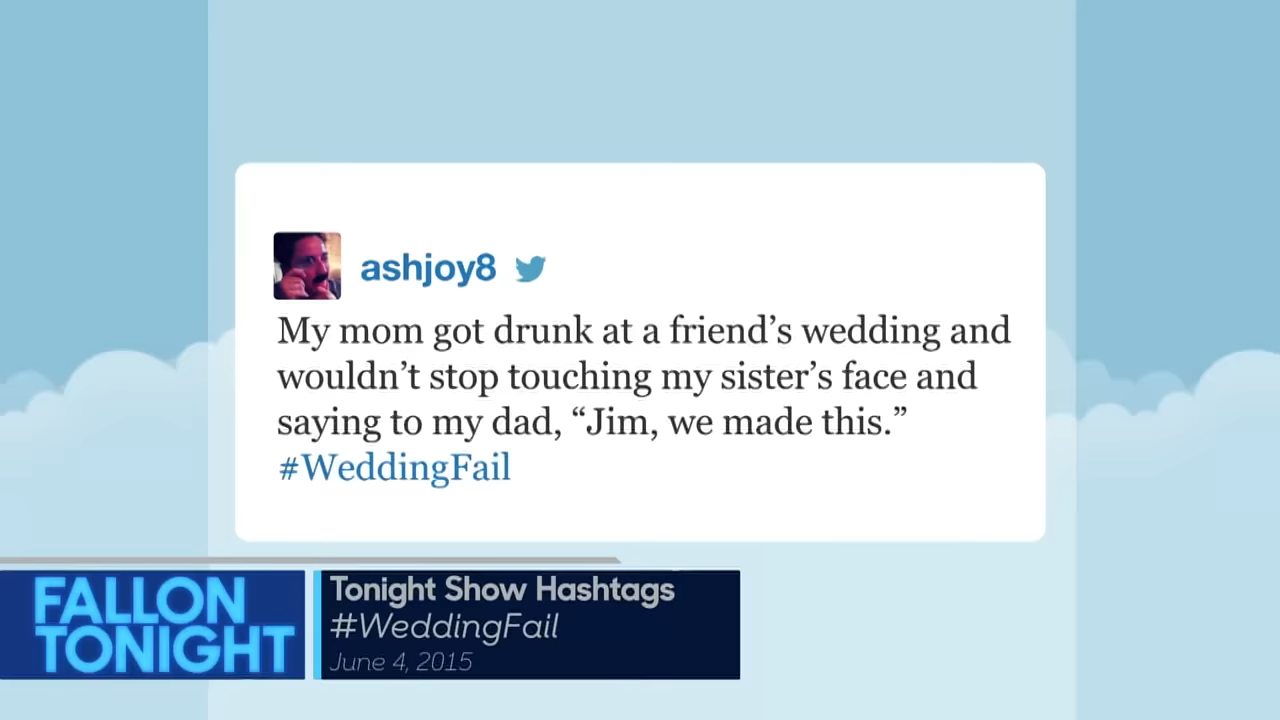 ashjoy8
My mom got drunk at a friend’s wedding and
wouldn’t stop touching my sister’s face and
saying to my dad, “Jim, we made this.”
#WeddingFail
FALLON
TONIGHT
Tonight Show Hashtags
#WeddingFail
June 4, 2015